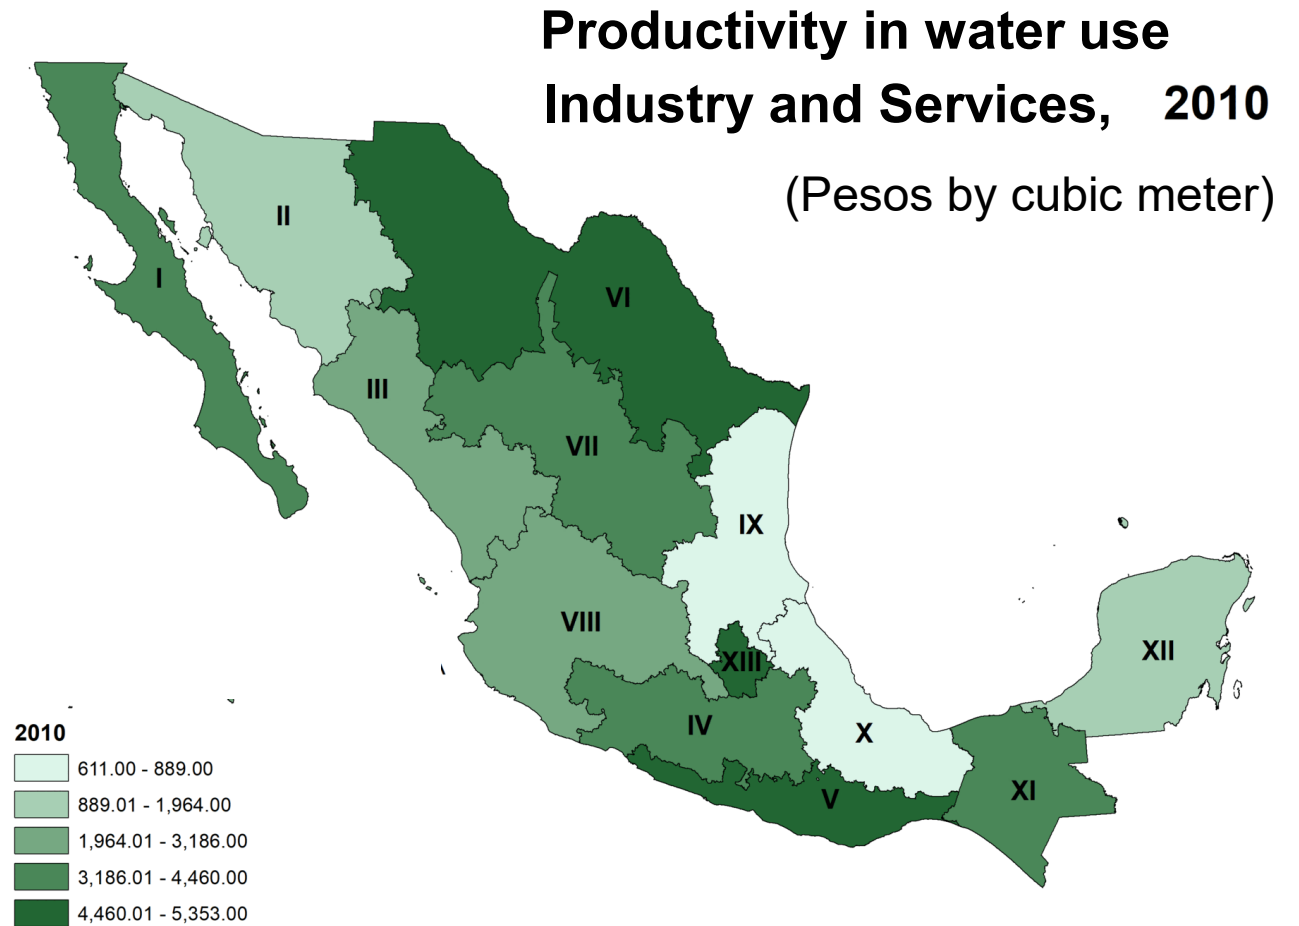 Productivity in water use
Industry and Services, 2010
(Pesos by cubic meter)
II
I
VI
III
VII
IX
VIII
XII
XIII
IV
X
V
XI
2010
611.00 - 889.00
889.01 - 1,964.00
1,964.01 - 3,186.00
3,186.01 - 4,460.00
4,460.01 - 5,353.00